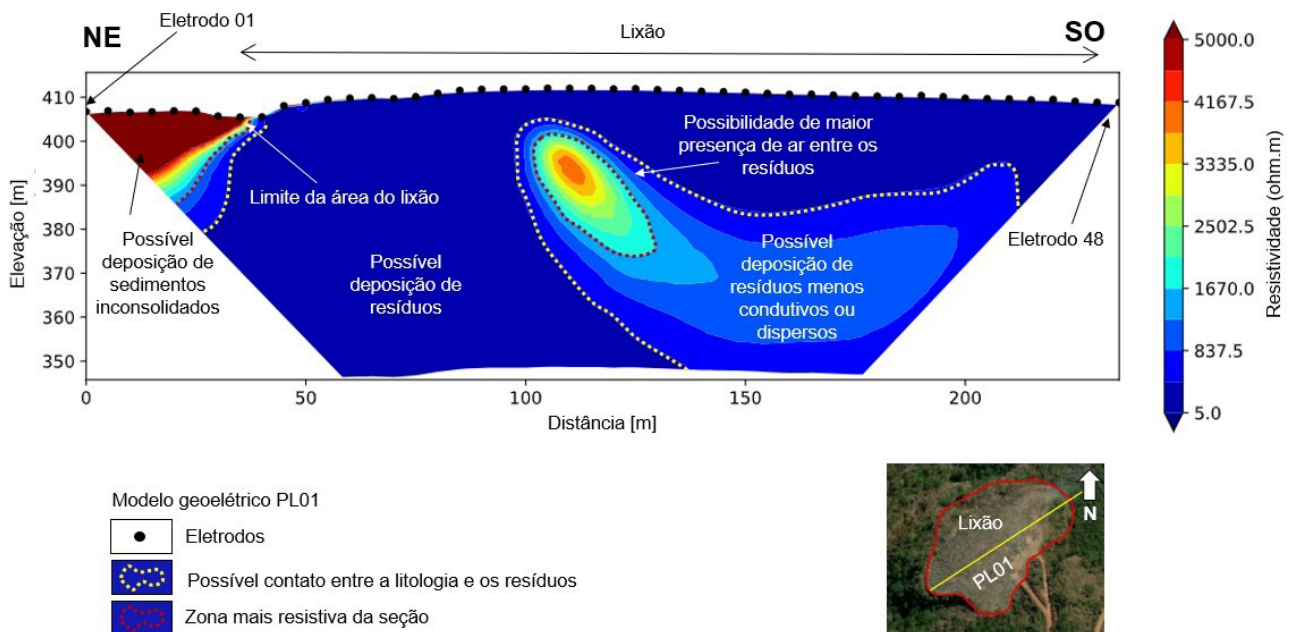 Eletrodo 01
NE
Lixão
SO
410
400
390
380
370
360
350
Elevação [m]
Limite da área do lixão
Possibilidade de maior
presença de ar entre os
resíduos
Possível
deposição de
sedimentos
inconsolidados
Possível
deposição de
resíduos
Possível
deposição de
resíduos menos
condutivos ou
dispersos
Eletrodo 48
0
50
100
150
200
Distância [m]
5000.0
4167.5
3335.0
2502.5
1670.0
837.5
5.0
Resistividade (ohm.m)
Modelo geoelétrico PL01
Eletrodos
Possível contato entre a litologia e os resíduos
Zona mais resistiva da seção
Lixão
PL01
N